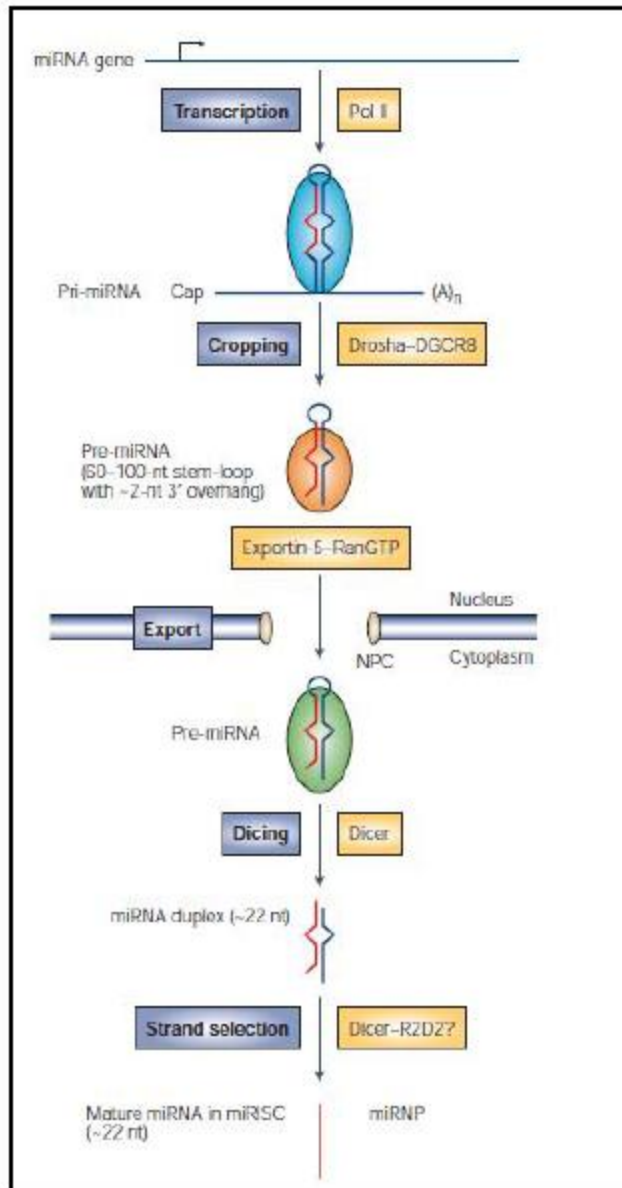 miRNA gene
Transcription Pol II
Pri-miRNA Cap (A)n
Cropping Drosha–DGCR8
Pre-miRNA
(60–100-nt stem-loop
with ~2-nt 3′ overhang)
Exportin 5–RanGTP
Nucleus
Export
NPC Cytoplasm
Pre-miRNA
Dicing Dicer
miRNA duplex (~22 nt)
Strand selection Dicer–R2D2?
Mature miRNA in miRISC miRNP
(~22 nt)